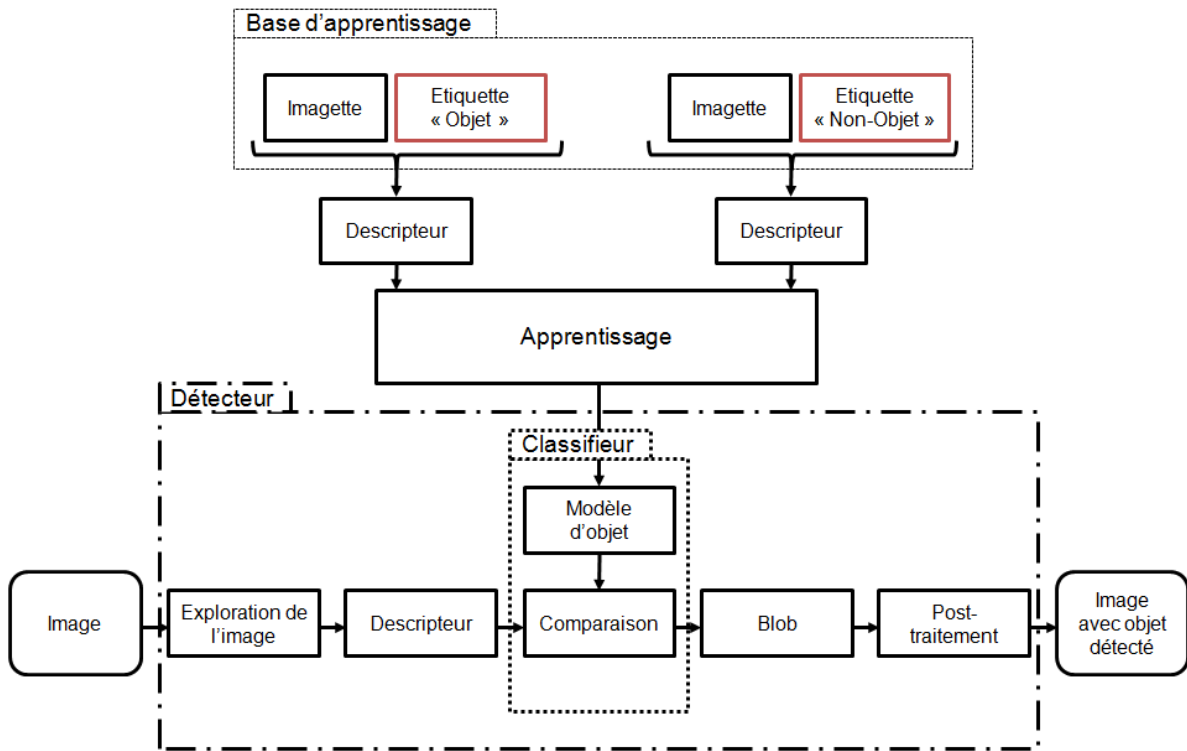 Base d'apprentissage
Imagette
Etiquette
« Objet »
Imagette
Etiquette
« Non-Objet »
Descripteur
Descripteur
Apprentissage
Détecteur
Classifieur
Modèle
d'objet
Image
Exploration de
l'image
Descripteur
Comparaison
Blob
Post-
traitement
Image
avec objet
détecté